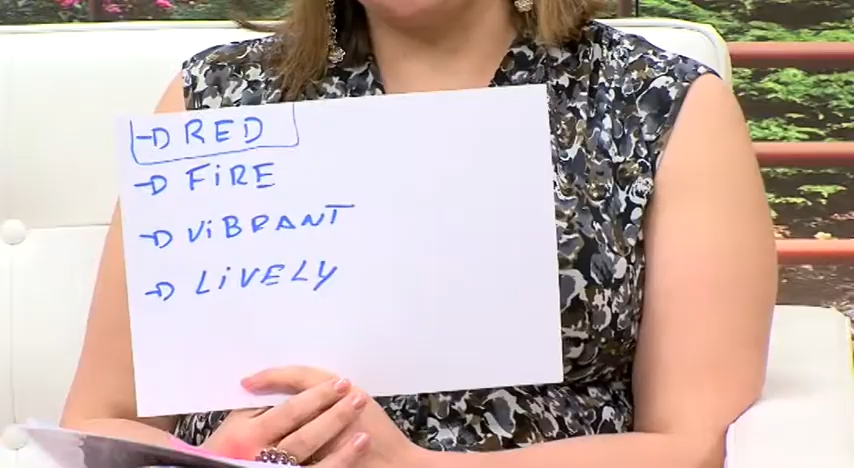 → RED
→ FiRE
→ ViBRANT
→ LiVELY